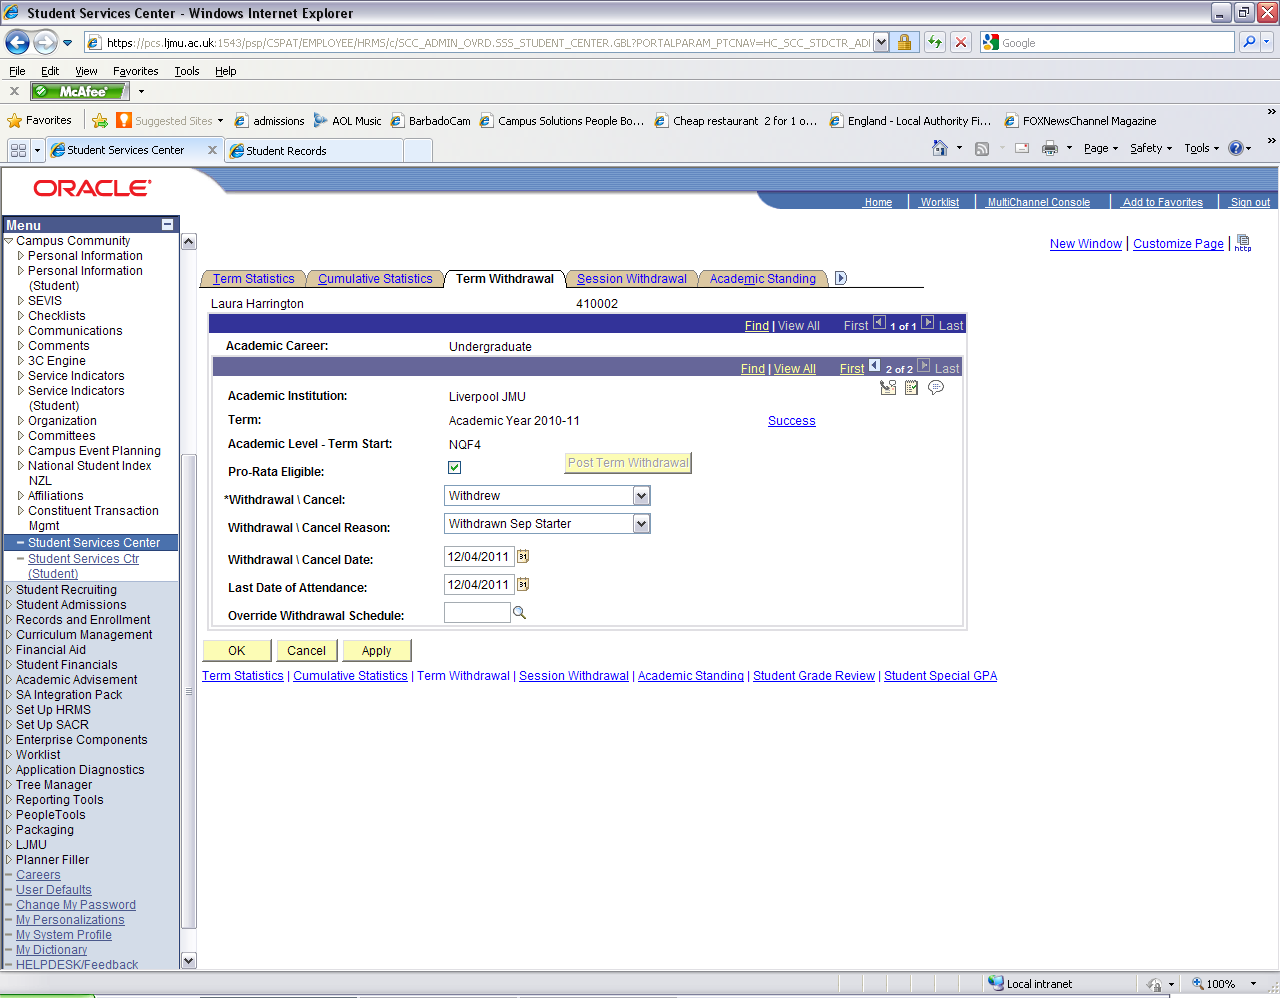 Student Services Center - Windows Internet Explorer
https://pcs.ljmu.ac.uk:1543/psp/CSPAT/EMPLOYEE/HRMS/c/SCC_ADMIN_OVRD.SSS_STUDENT_CENTER.GBL?PORTALPARAM_PTCNAV=HC_SCC_STDCTR_ADI
Google
File Edit View Favorites Tools Help
X McAfee
Favorites Suggested Sites admissions AOL Music BarbadoCam Campus Solutions People Bo... Cheap restaurant 2 for 1 o... England - Local Authority Fi... FOXNewsChannel Magazine
Student Services Center Student Records Page Safety Tools
ORACLE
Home Worklist MultiChannel Console Add to Favorites Sign out
Menu
Campus Community
Personal Information
Personal Information
(Student)
SEVIS
Checklists
Communications
Comments
3C Engine
Service Indicators
Service Indicators
(Student)
Organization
Committees
Campus Event Planning
National Student Index
NZL
Affiliations
Constituent Transaction
Mgmt
Student Services Center
Student Services Ctr
(Student)
Student Recruiting
Student Admissions
Records and Enrollment
Curriculum Management
Financial Aid
Student Financials
Academic Advisement
SA Integration Pack
Set Up HRMS
Set Up SACR
Enterprise Components
Worklist
Application Diagnostics
Tree Manager
Reporting Tools
PeopleTools
Packaging
LJMU
Planner Filler
Careers
User Defaults
Change My Password
My Personalizations
My System Profile
My Dictionary
HELPDESK/Feedback
New Window | Customize Page | http
Term Statistics Cumulative Statistics Term Withdrawal Session Withdrawal Academic Standing
Laura Harrington 410002
Find | View All First 1 of 1 Last
Academic Career: Undergraduate
Find | View All First 2 of 2 Last
Academic Institution: Liverpool JMU
Term: Academic Year 2010-11 Success
Academic Level - Term Start: NQF4
Pro-Rata Eligible: Post Term Withdrawal
*Withdrawal \ Cancel: Withdrew
Withdrawal \ Cancel Reason: Withdrawn Sep Starter
Withdrawal \ Cancel Date: 12/04/2011 31
Last Date of Attendance: 12/04/2011 31
Override Withdrawal Schedule:
OK Cancel Apply
Term Statistics | Cumulative Statistics | Term Withdrawal | Session Withdrawal | Academic Standing | Student Grade Review | Student Special GPA
Local intranet 100%